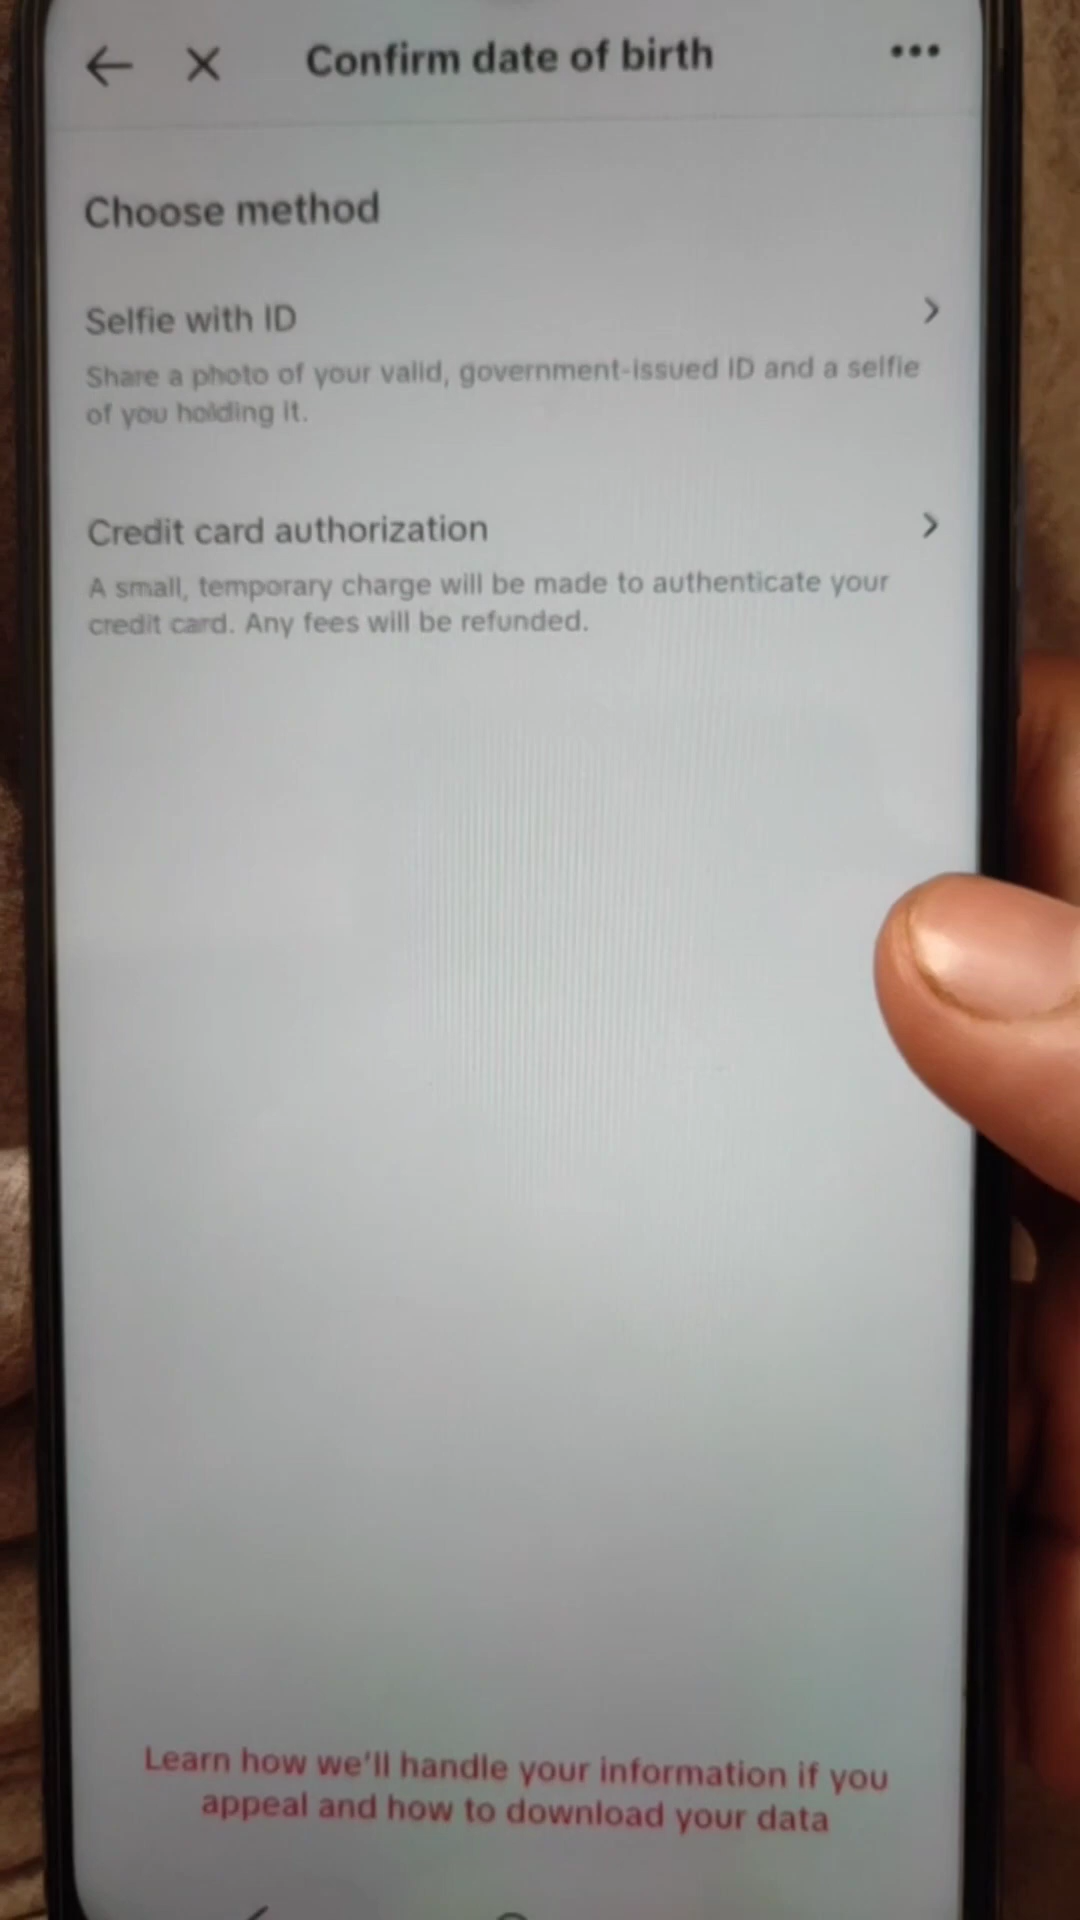 Confirm date of birth
Choose method
Selfie with ID
Share a photo of your valid, government-issued ID and a selfie
of you holding it.
Credit card authorization
A small, temporary charge will be made to authenticate your
credit card. Any fees will be refunded.
Learn how we'll handle your information if you
appeal and how to download your data